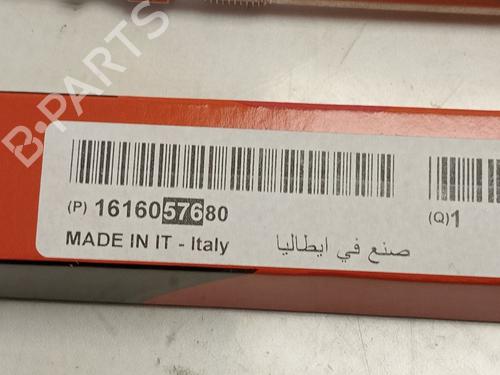 B-PARTS
(P) 1616057680
(Q) 1
MADE IN IT - Italy
صنع في ايطاليا